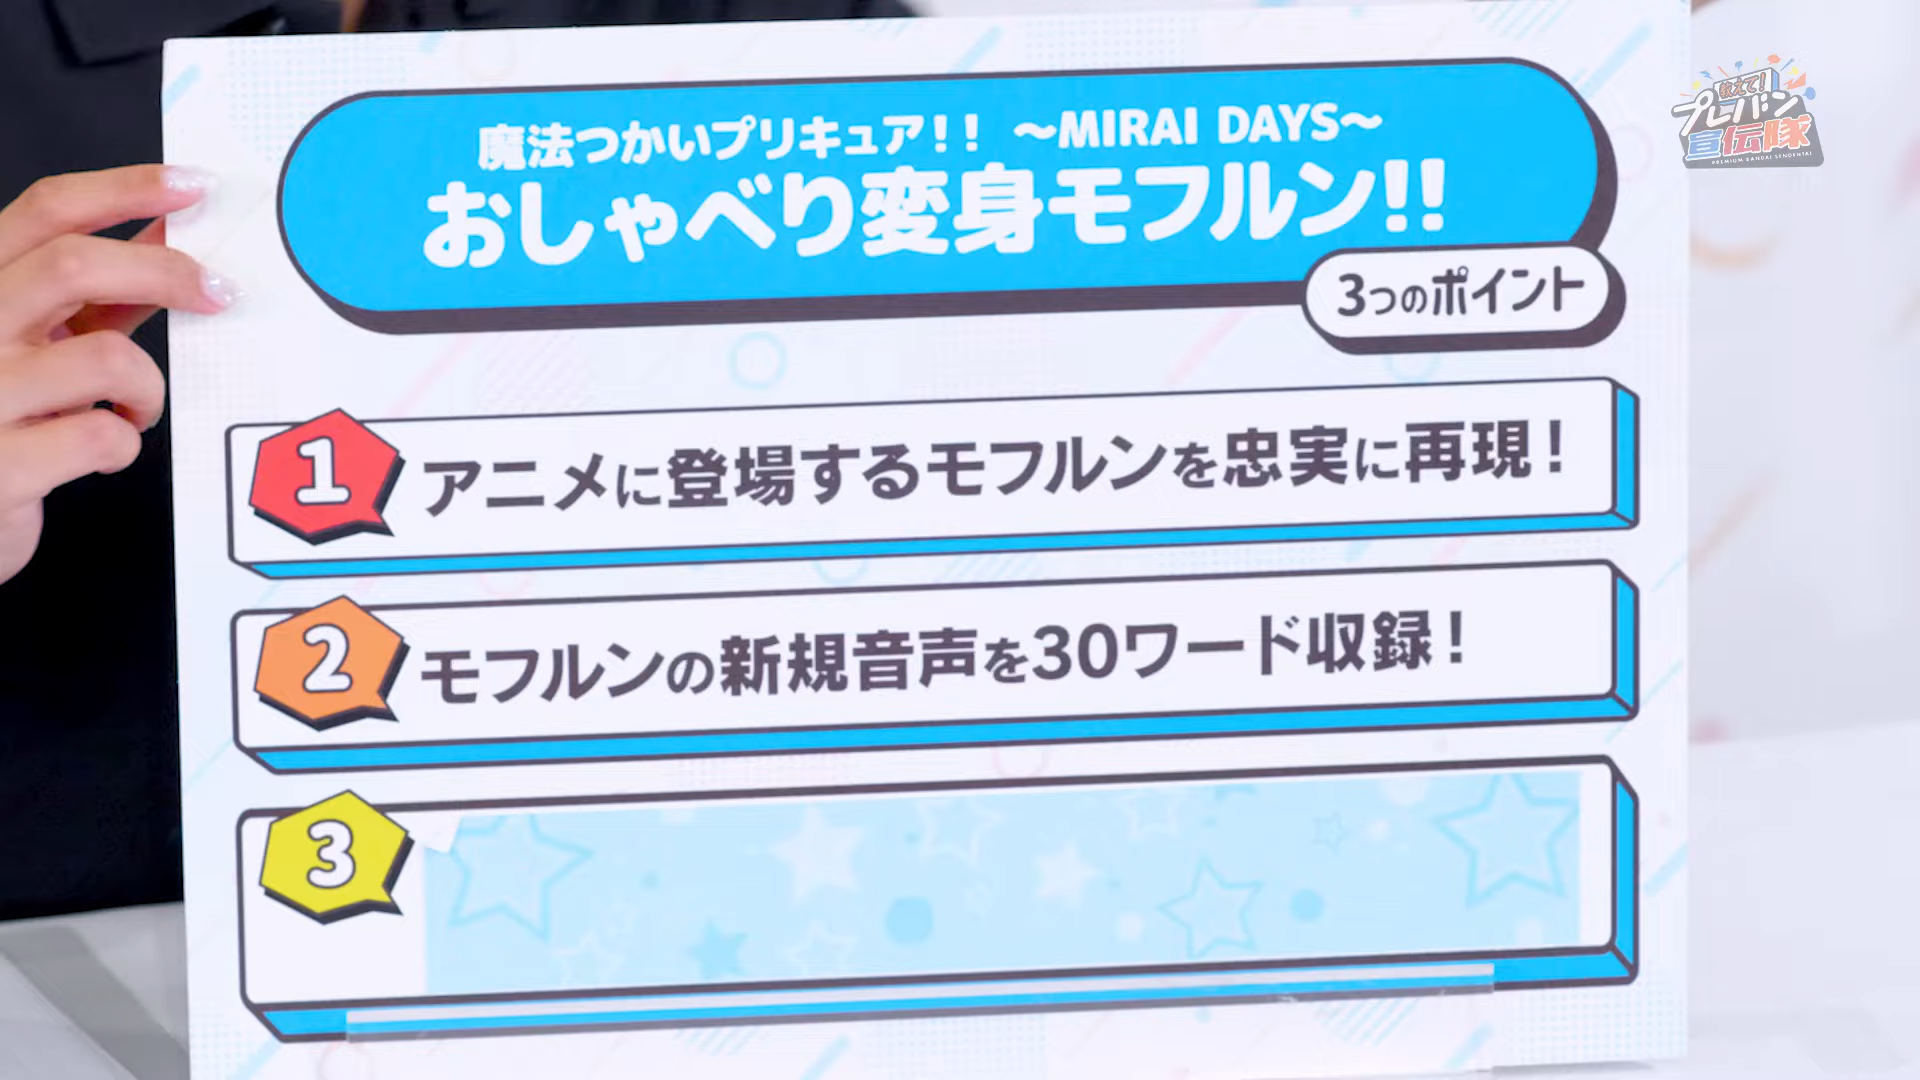 魔法つかいプリキュア!! 〜MIRAI DAYS〜
おしゃべり変身モフルン!!
3つのポイント
1 アニメに登場するモフルンを忠実に再現!
2 モフルンの新規音声を30ワード収録!
3
教えて!
プレバン
宣伝隊
PREMIUM BANDAI SENDENTAI